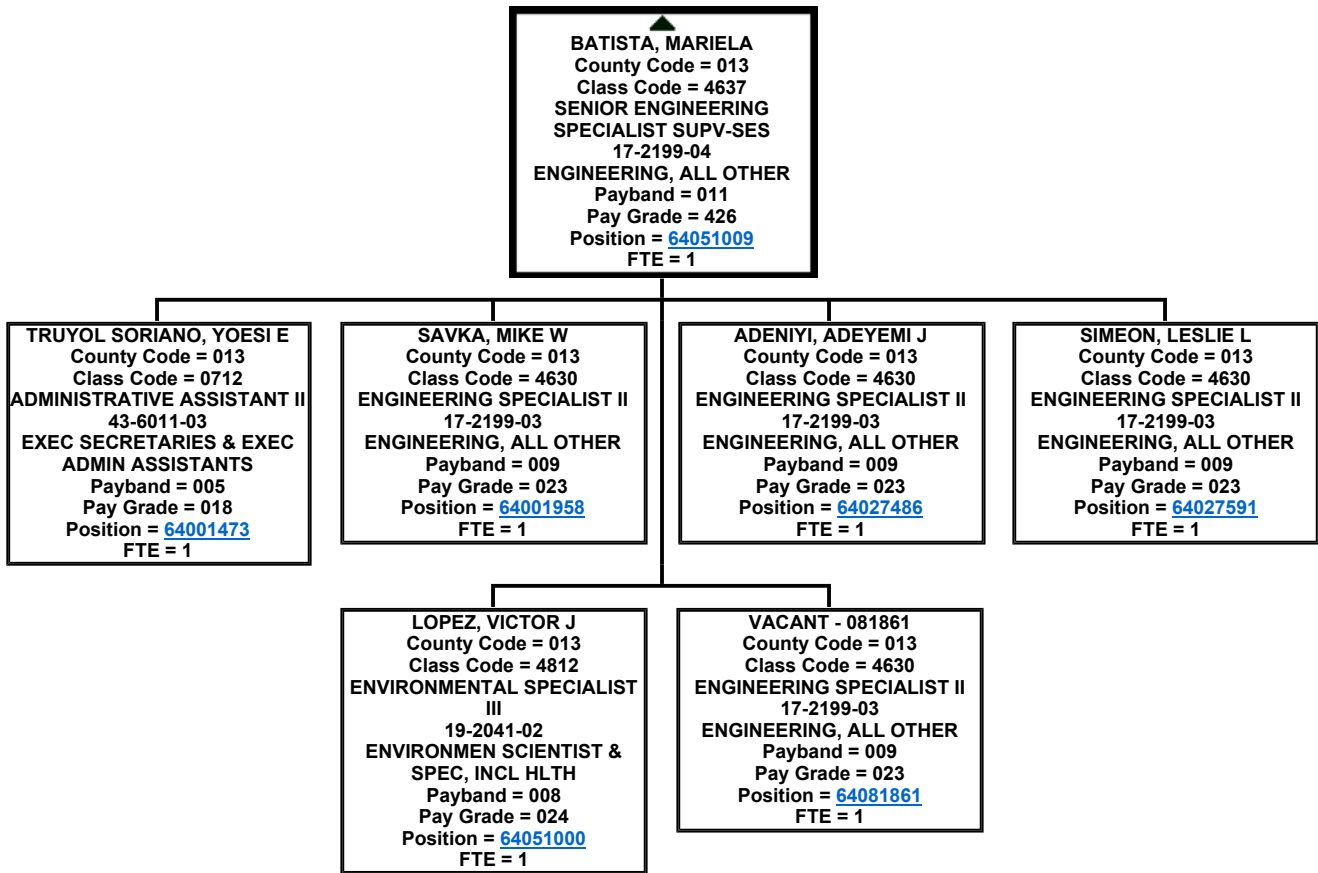 BATISTA, MARIELA
County Code = 013
Class Code = 4637
SENIOR ENGINEERING
SPECIALIST SUPV-SES
17-2199-04
ENGINEERING, ALL OTHER
Payband = 011
Pay Grade = 426
Position = 64051009
FTE = 1
TRUYOL SORIANO, YOESI E
County Code = 013
Class Code = 0712
ADMINISTRATIVE ASSISTANT II
43-6011-03
EXEC SECRETARIES & EXEC
ADMIN ASSISTANTS
Payband = 005
Pay Grade = 018
Position = 64001473
FTE = 1
SAVKA, MIKE W
County Code = 013
Class Code = 4630
ENGINEERING SPECIALIST II
17-2199-03
ENGINEERING, ALL OTHER
Payband = 009
Pay Grade = 023
Position = 64001958
FTE = 1
ADENIYI, ADEYEMI J
County Code = 013
Class Code = 4630
ENGINEERING SPECIALIST II
17-2199-03
ENGINEERING, ALL OTHER
Payband = 009
Pay Grade = 023
Position = 64027486
FTE = 1
SIMEON, LESLIE L
County Code = 013
Class Code = 4630
ENGINEERING SPECIALIST II
17-2199-03
ENGINEERING, ALL OTHER
Payband = 009
Pay Grade = 023
Position = 64027591
FTE = 1
LOPEZ, VICTOR J
County Code = 013
Class Code = 4812
ENVIRONMENTAL SPECIALIST
III
19-2041-02
ENVIRONMEN SCIENTIST &
SPEC, INCL HLTH
Payband = 008
Pay Grade = 024
Position = 64051000
FTE = 1
VACANT - 081861
County Code = 013
Class Code = 4630
ENGINEERING SPECIALIST II
17-2199-03
ENGINEERING, ALL OTHER
Payband = 009
Pay Grade = 023
Position = 64081861
FTE = 1